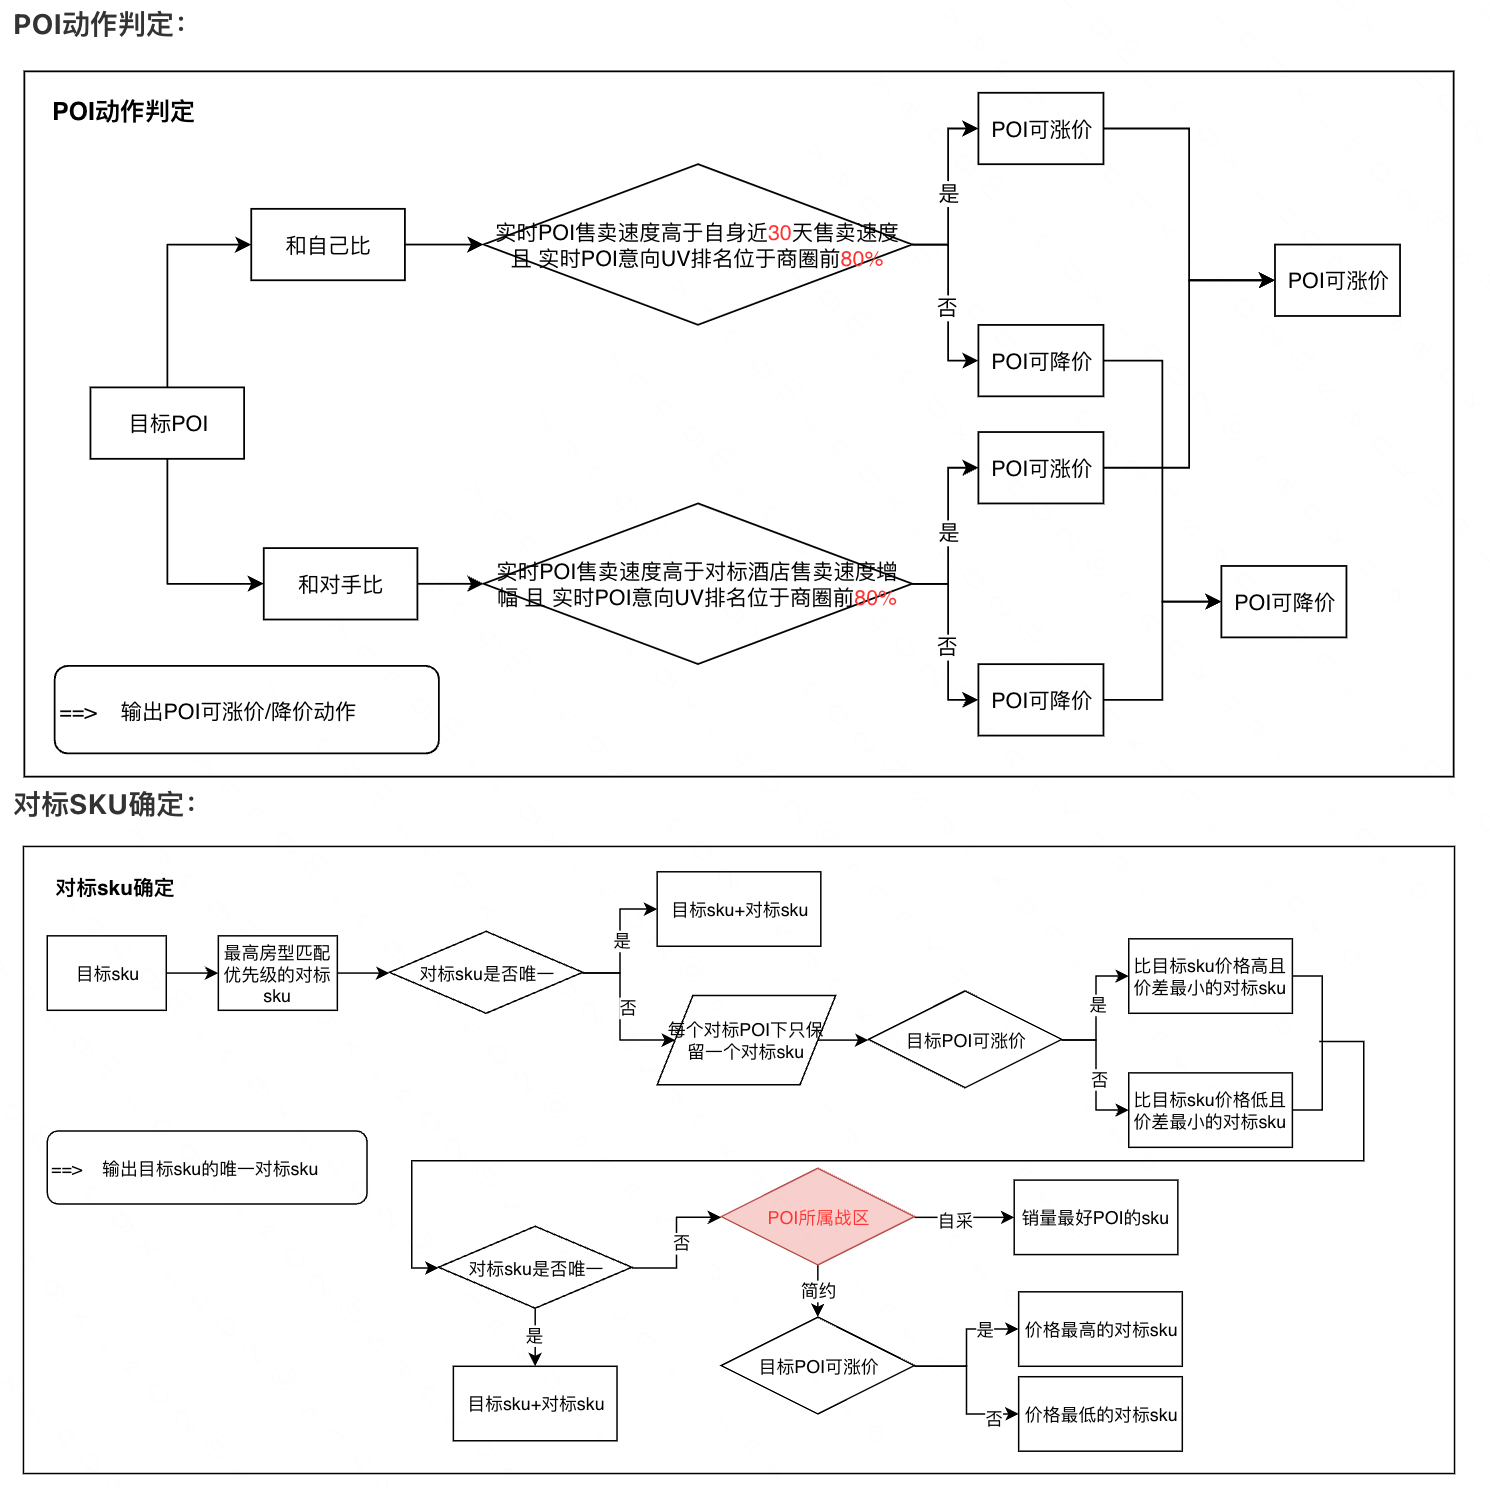 POI动作判定：
POI动作判定
POI可涨价
是
和自己比
实时POI售卖速度高于自身近30天售卖速度
且 实时POI意向UV排名位于商圈前80%
POI可涨价
否
POI可降价
目标POI
POI可涨价
是
和对手比
实时POI售卖速度高于对标酒店售卖速度增
幅 且 实时POI意向UV排名位于商圈前80%
POI可降价
否
POI可降价
==> 输出POI可涨价/降价动作
对标SKU确定：
对标sku确定
目标sku+对标sku
是
目标sku
最高房型匹配
优先级的对标
sku
对标sku是否唯一
否
每个对标POI下只保
留一个对标sku
目标POI可涨价
是
比目标sku价格高且
价差最小的对标sku
否
比目标sku价格低且
价差最小的对标sku
==> 输出目标sku的唯一对标sku
对标sku是否唯一
否
POI所属战区
自采
销量最好POI的sku
简约
是
目标sku+对标sku
目标POI可涨价
是
价格最高的对标sku
否
价格最低的对标sku